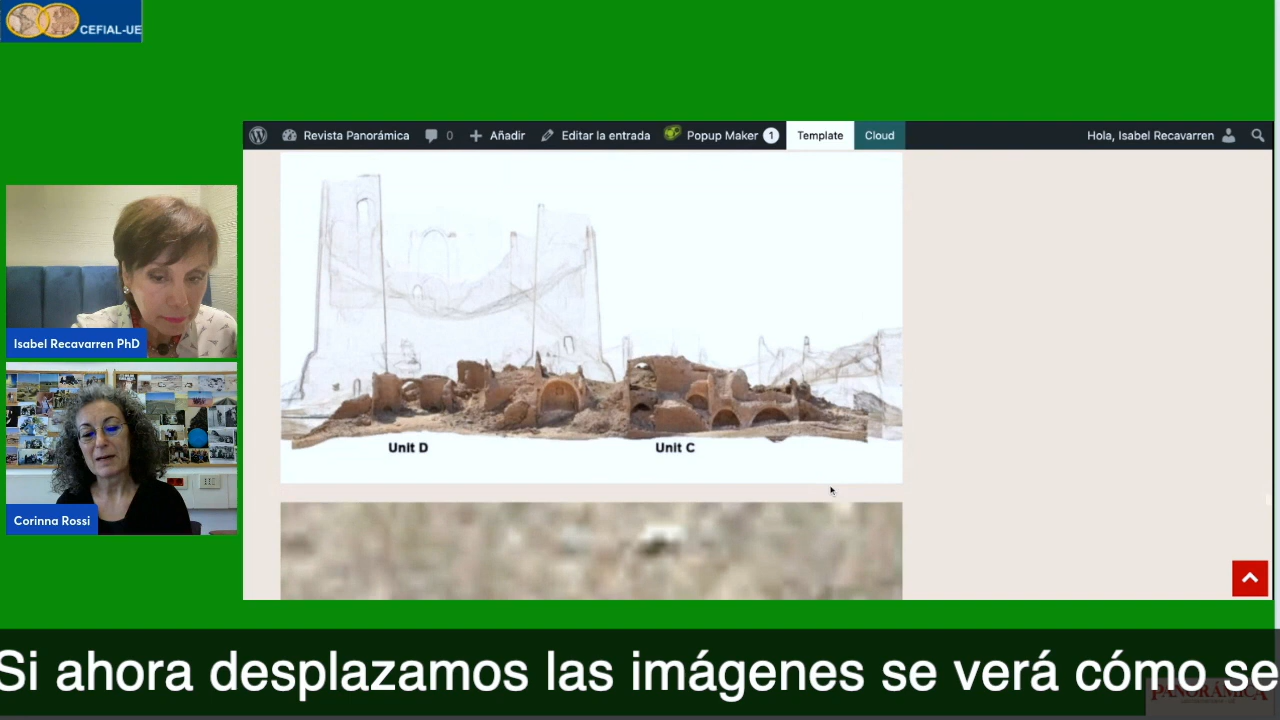 CEFIAL-UE
Revista Panorámica 0 Añadir Editar la entrada Popup Maker 1 Template Cloud Hola, Isabel Recavarren
Isabel Recavarren PhD
Unit D Unit C
Corinna Rossi
Si ahora desplazamos las imágenes se verá cómo se
PANORÁMICA